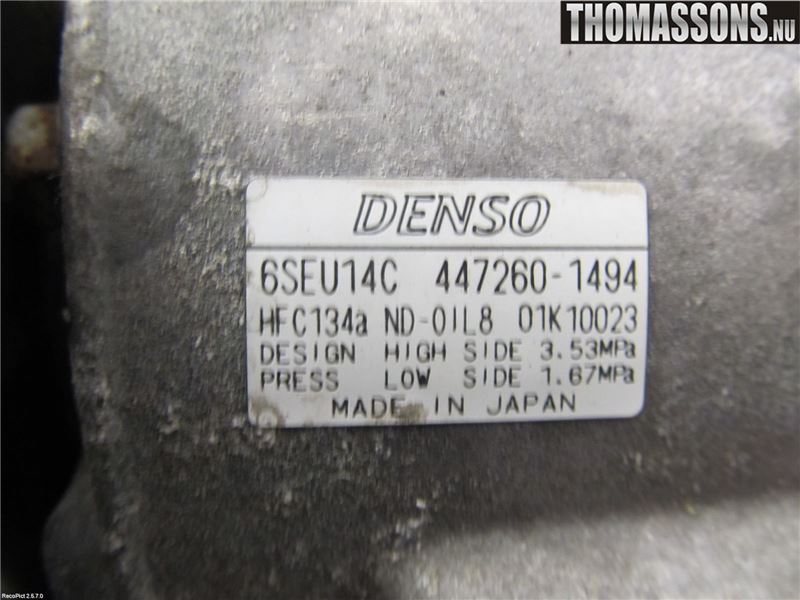 THOMASSONS.NU
DENSO
6SEU14C 447260-1494
HFC134a ND-OIL8 01K10023
DESIGN HIGH SIDE 3.53MPa
PRESS LOW SIDE 1.67MPa
MADE IN JAPAN
RecoPict 2.5.7.0